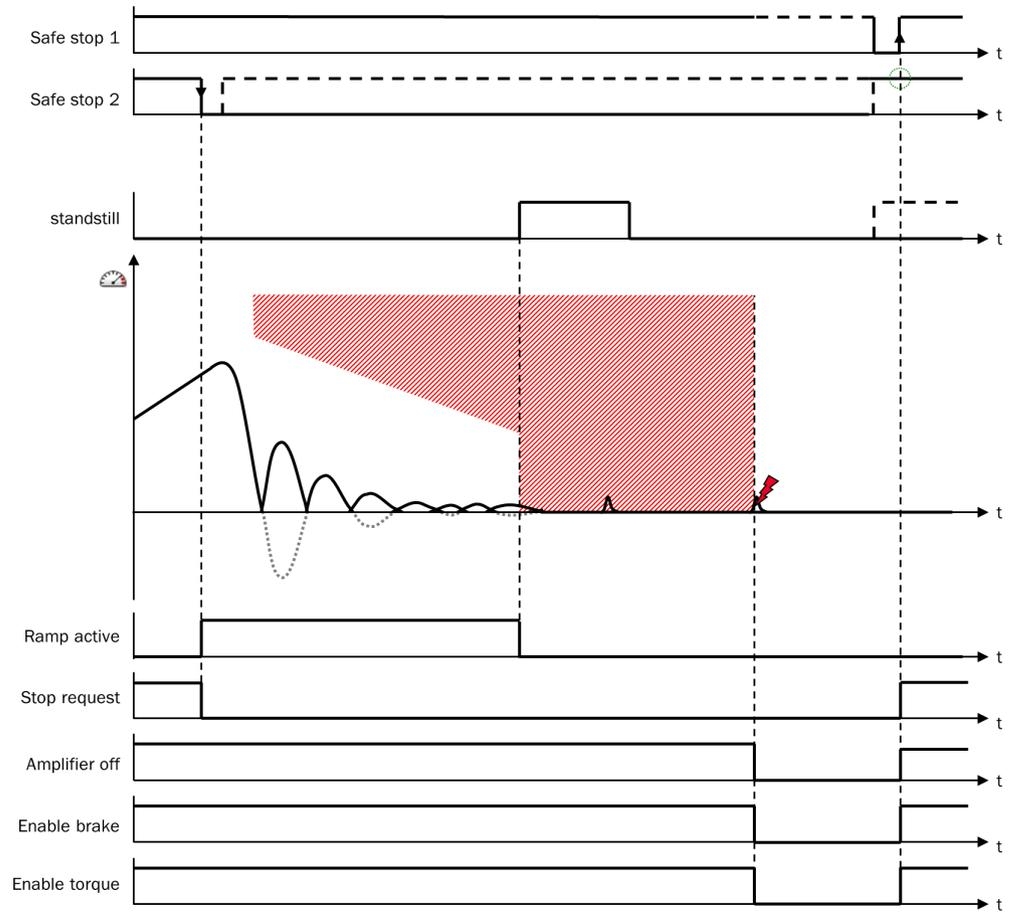 Safe stop 1
t
Safe stop 2
t
standstill
t
t
Ramp active
t
Stop request
t
Amplifier off
t
Enable brake
t
Enable torque
t